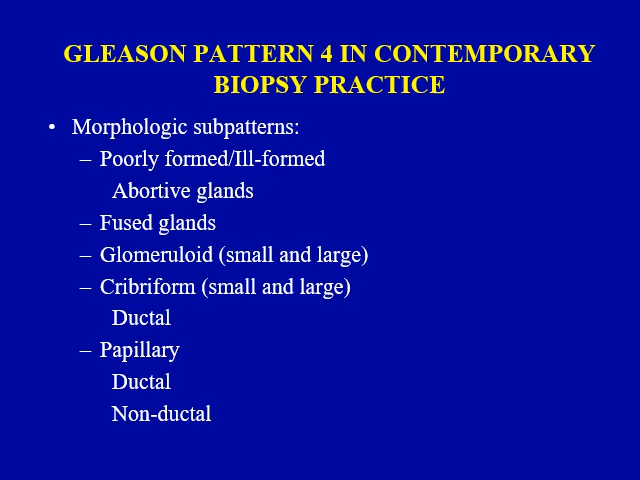 GLEASON PATTERN 4 IN CONTEMPORARY
BIOPSY PRACTICE
• Morphologic subpatterns:
– Poorly formed/Ill-formed
Abortive glands
– Fused glands
– Glomeruloid (small and large)
– Cribriform (small and large)
Ductal
– Papillary
Ductal
Non-ductal